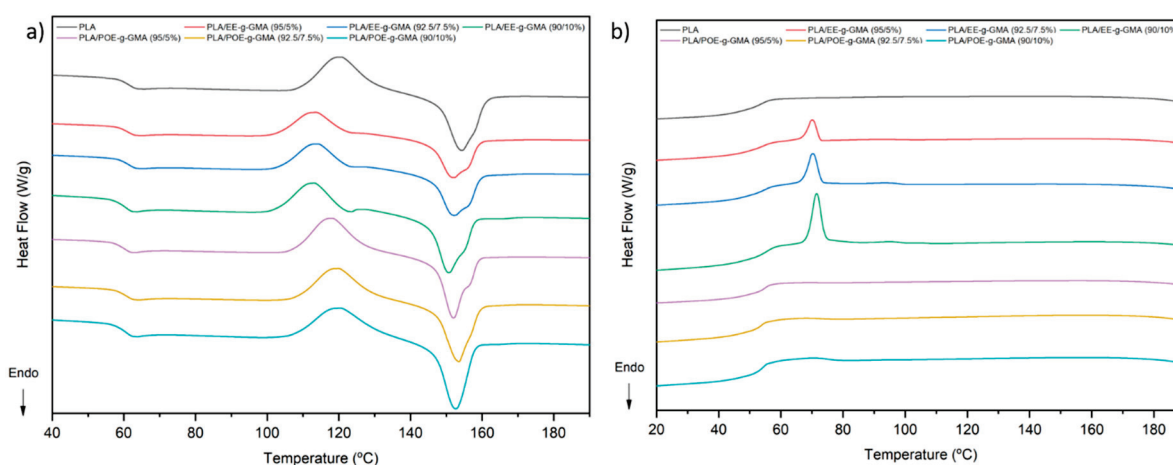 a)
PLA PLA/EE-g-GMA (95/5%) PLA/EE-g-GMA (92.5/7.5%) PLA/EE-g-GMA (90/10%)
PLA/POE-g-GMA (95/5%) PLA/POE-g-GMA (92.5/7.5%) PLA/POE-g-GMA (90/10%)
Heat Flow (W/g)
Endo
40 60 80 100 120 140 160 180
Temperature (ºC)
b)
PLA PLA/EE-g-GMA (95/5%) PLA/EE-g-GMA (92.5/7.5%) PLA/EE-g-GMA (90/10%)
PLA/POE-g-GMA (95/5%) PLA/POE-g-GMA (92.5/7.5%) PLA/POE-g-GMA (90/10%)
Heat Flow (W/g)
Endo
20 40 60 80 100 120 140 160 180
Temperature (ºC)